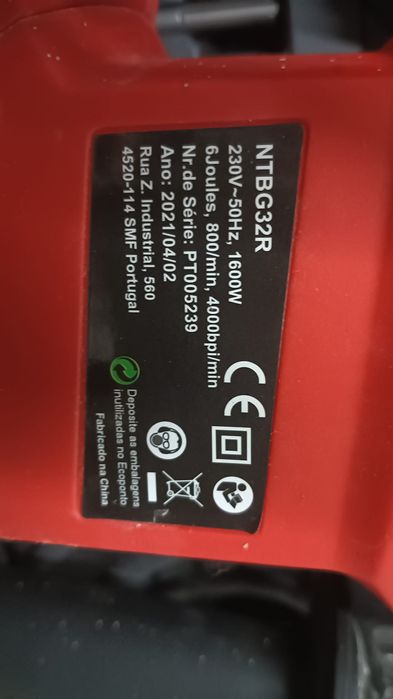 NTBG32R
230V~50Hz, 1600W
6Joules, 800/min, 4000bpi/min
Nr.de Série: PT005239
Ano: 2021/04/02
Rua Z. Industrial, 560
4520-114 SMF Portugal
CE
Deposite as embalagens
inutilizadas no Ecoponto
Fabricado na China